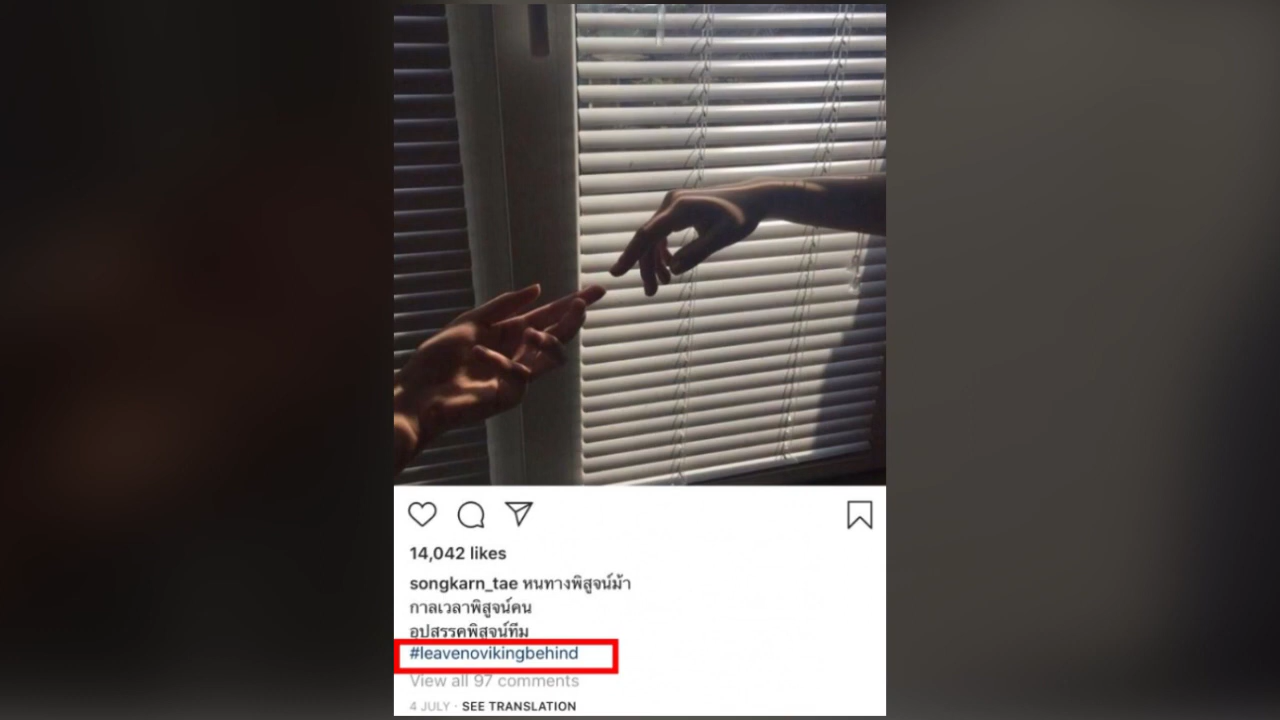 14,042 likes
songkarn_tae หนทางพิสูจน์ม้า
กาลเวลาพิสูจน์คน
อุปสรรคพิสูจน์ทีม
#leavenovikingbehind
View all 97 comments
4 JULY · SEE TRANSLATION